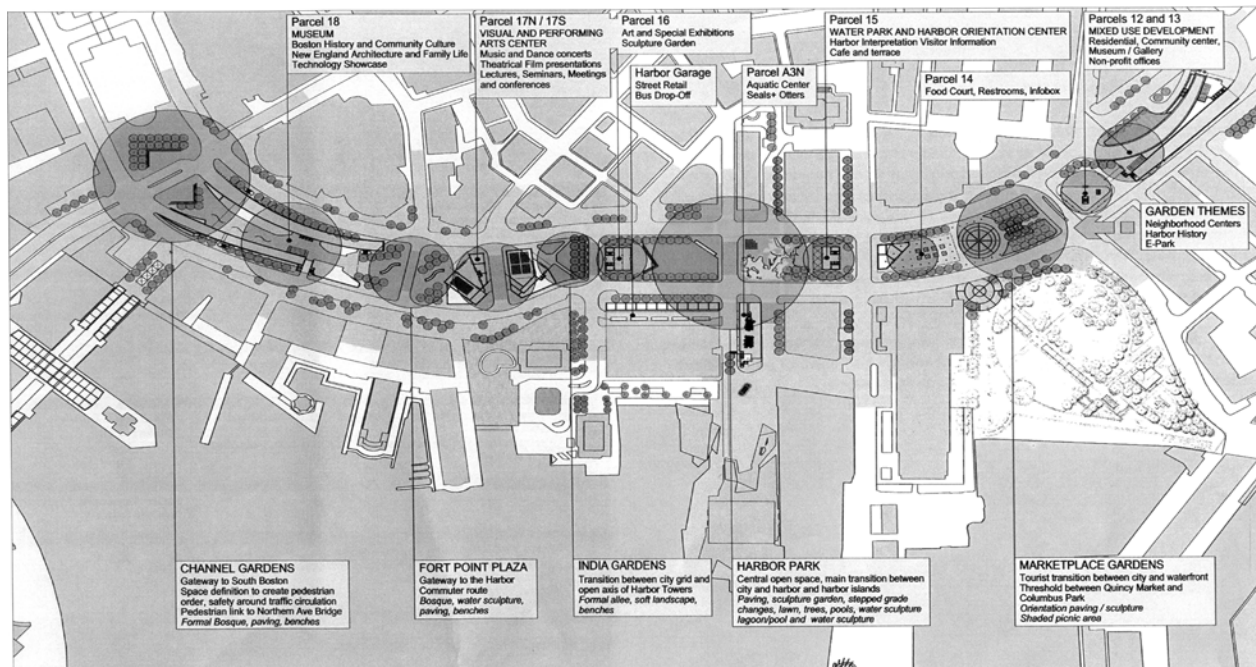 Parcel 18
MUSEUM
Boston History and Community Culture
New England Architecture and Family Life
Technology Showcase
Parcel 17N / 17S
VISUAL AND PERFORMING
ARTS CENTER
Music and Dance concerts
Theatrical Film presentations
Lectures, Seminars, Meetings
and conferences
Parcel 16
Art and Special Exhibitions
Sculpture Garden
Harbor Garage
Street Retail
Bus Drop-Off
Parcel A3N
Aquatic Center
Seals+ Otters
Parcel 15
WATER PARK AND HARBOR ORIENTATION CENTER
Harbor Interpretation Visitor Information
Cafe and terrace
Parcel 14
Food Court, Restrooms, Infobox
Parcels 12 and 13
MIXED USE DEVELOPMENT
Residential, Community center,
Museum / Gallery
Non-profit offices
GARDEN THEMES
Neighborhood Centers
Harbor History
E-Park
CHANNEL GARDENS
Gateway to South Boston
Space definition to create pedestrian
order, safety around traffic circulation
Pedestrian link to Northern Ave Bridge
Formal Bosque, paving, benches
FORT POINT PLAZA
Gateway to the Harbor
Commuter route
Bosque, water sculpture,
paving, benches
INDIA GARDENS
Transition between city grid and
open axis of Harbor Towers
Formal allee, soft landscape,
benches
HARBOR PARK
Central open space, main transition between
city and harbor and harbor islands
Paving, sculpture garden, stepped grade
changes, lawn, trees, pools, water sculpture
lagoon/pool and water sculpture
MARKETPLACE GARDENS
Tourist transition between city and waterfront
Threshold between Quincy Market and
Columbus Park
Orientation paving / sculpture
Shaded picnic area